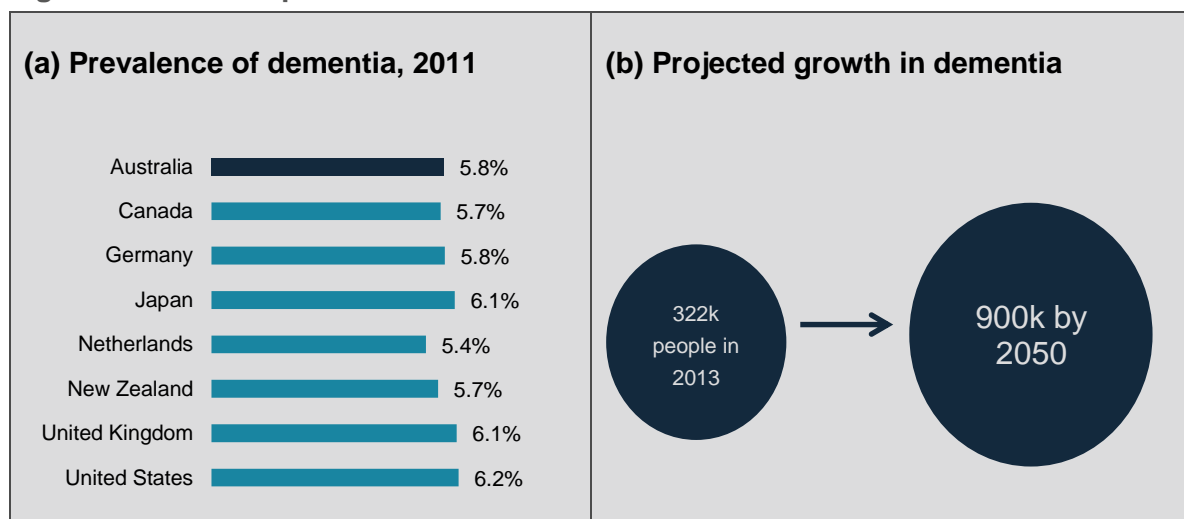 (a) Prevalence of dementia, 2011
Australia 5.8%
Canada 5.7%
Germany 5.8%
Japan 6.1%
Netherlands 5.4%
New Zealand 5.7%
United Kingdom 6.1%
United States 6.2%
(b) Projected growth in dementia
322k
people in
2013
900k by
2050